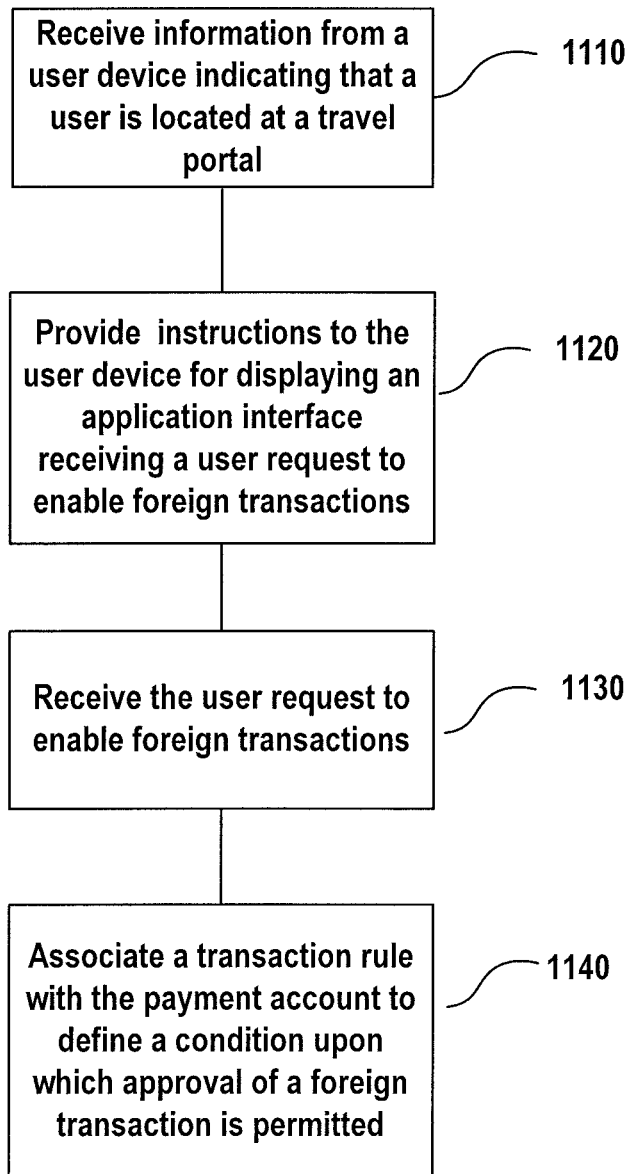 Receive information from a
user device indicating that a
user is located at a travel
portal
1110
Provide instructions to the
user device for displaying an
application interface
receiving a user request to
enable foreign transactions
1120
Receive the user request to
enable foreign transactions
1130
Associate a transaction rule
with the payment account to
define a condition upon
which approval of a foreign
transaction is permitted
1140